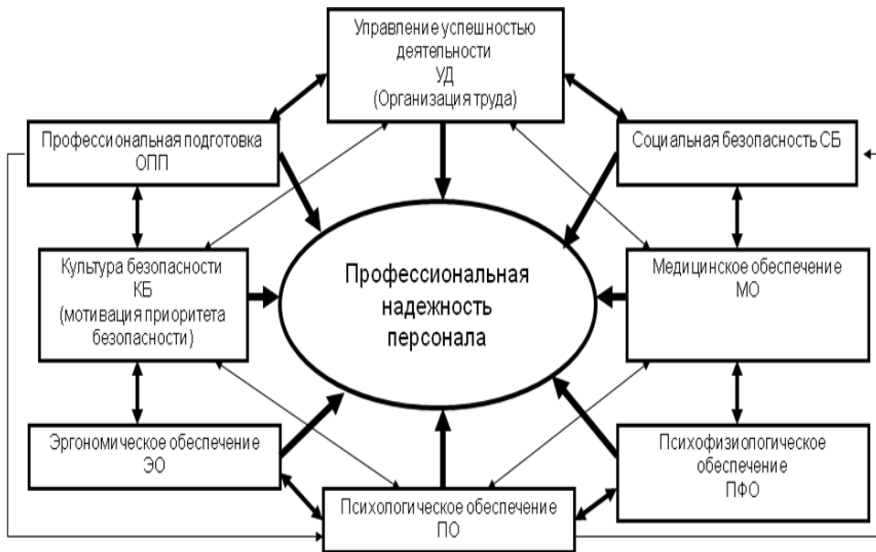 Управление успешностью
деятельности
УД
(Организация труда)
Профессиональная подготовка
ОПП
Социальная безопасность СБ
Культура безопасности
КБ
(мотивация приоритета
безопасности)
Профессиональная
надежность
персонала
Медицинское обеспечение
МО
Эргономическое обеспечение
ЭО
Психологическое обеспечение
ПО
Психофизиологическое
обеспечение
ПФО